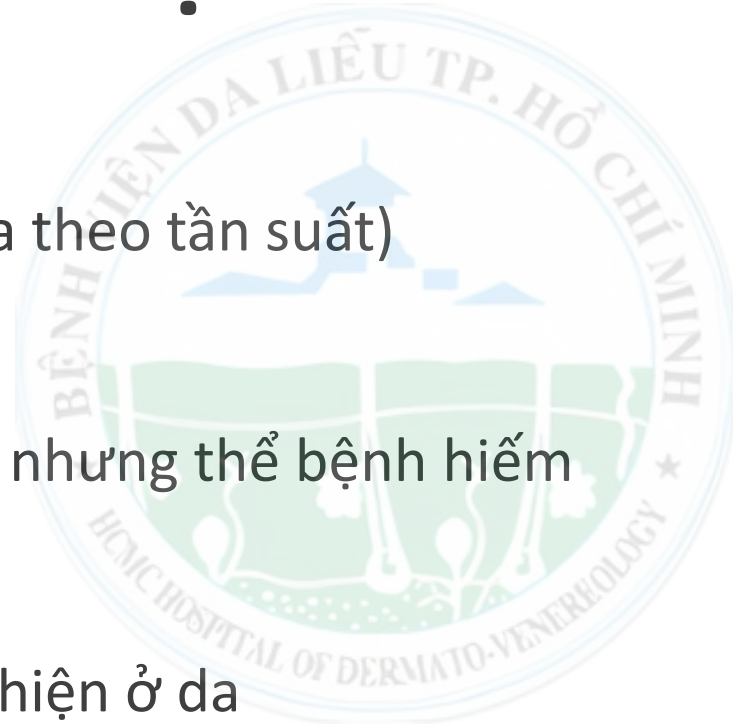 BỆNH VIỆN DA LIỄU TP. HỒ CHÍ MINH
a theo tần suất)
nhưng thể bệnh hiếm
HCMC HOSPITAL OF DERMATO-VENEREOLOGY
hiện ở da